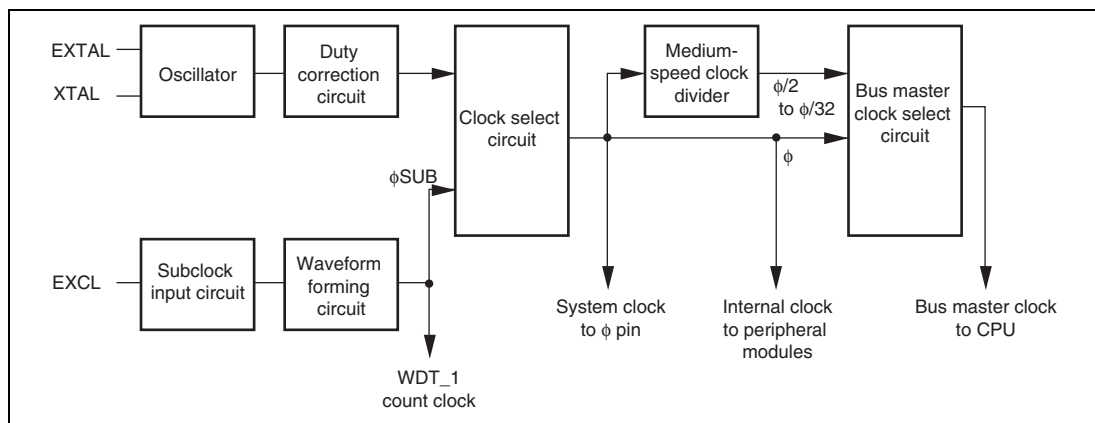 EXTAL
XTAL
Oscillator
Duty
correction
circuit
Clock select
circuit
Medium-
speed clock
divider
ϕ/2
to ϕ/32
Bus master
clock select
circuit
ϕ
ϕSUB
EXCL
Subclock
input circuit
Waveform
forming
circuit
WDT_1
count clock
System clock
to ϕ pin
Internal clock
to peripheral
modules
Bus master clock
to CPU